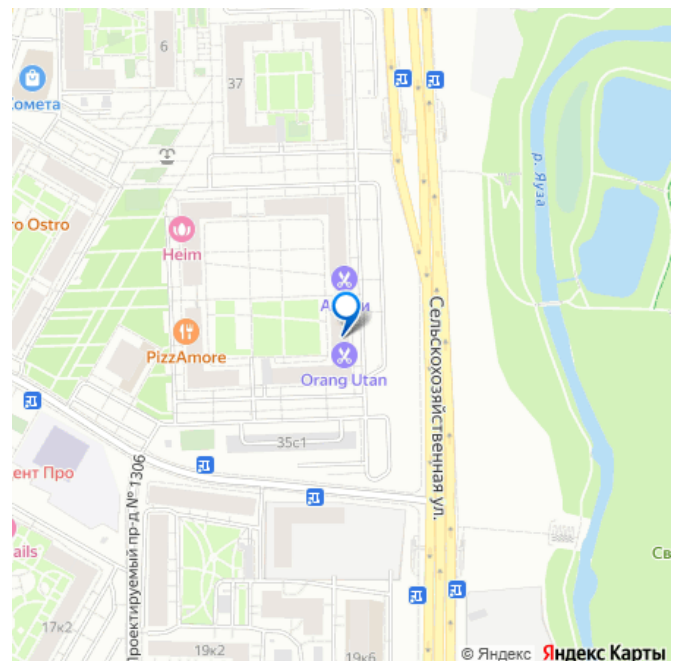 6
37
Комета
р. Яуза
ro Ostro
Heim
PizzAmore
Orang Utan
Сельскохозяйственная ул.
35с1
дент Про
Проектируемый пр-д № 1306
ails
Св
17к2
19к2
19к6
© Яндекс Яндекс Карты